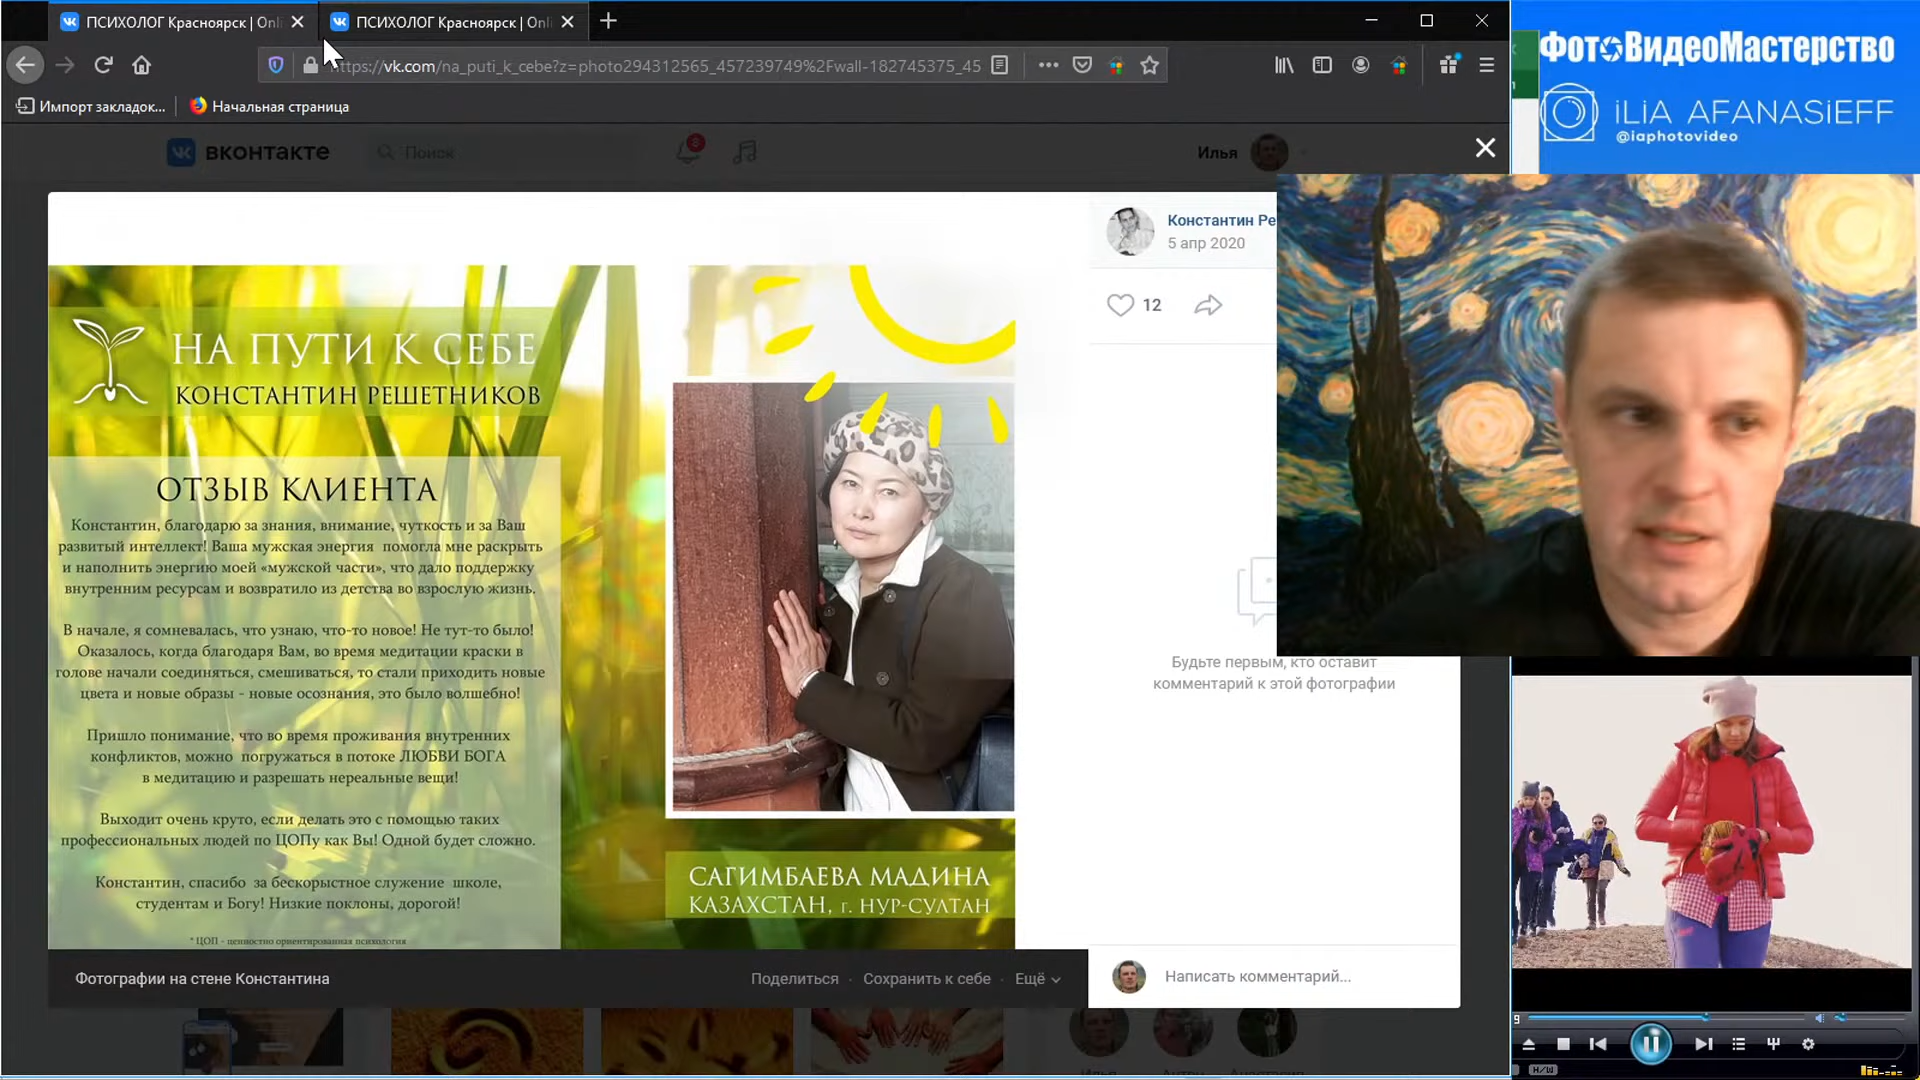 ПСИХОЛОГ Красноярск | Onl
ПСИХОЛОГ Красноярск | Onl
https://vk.com/na_puti_k_cebe?z=photo294312565_457239749%2Fwall-182745375_45
Импорт закладок...
Начальная страница
вконтакте
Поиск
8
Илья
ФотоВидеоМастерство
iLiA AFANASiEFF
@iaphotovideo
Константин Ре
5 апр 2020
12
НА ПУТИ К СЕБЕ
КОНСТАНТИН РЕШЕТНИКОВ
ОТЗЫВ КЛИЕНТА
Константин, благодарю за знания, внимание, чуткость и за Ваш
развитый интеллект! Ваша мужская энергия помогла мне раскрыть
и наполнить энергию моей «мужской части», что дало поддержку
внутренним ресурсам и возвратило из детства во взрослую жизнь.
В начале, я сомневалась, что узнаю, что-то новое! Не тут-то было!
Оказалось, когда благодаря Вам, во время медитации краски в
голове начали соединяться, смешиваться, то стали приходить новые
цвета и новые образы - новые осознания, это было волшебно!
Пришло понимание, что во время проживания внутренних
конфликтов, можно погружаться в потоке ЛЮБВИ БОГА
в медитацию и разрешать нереальные вещи!
Выходит очень круто, если делать это с помощью таких
профессиональных людей по ЦОПу как Вы! Одной будет сложно.
Константин, спасибо за бескорыстное служение школе,
студентам и Богу! Низкие поклоны, дорогой!
* ЦОП - ценностно ориентированная психология
САГИМБАЕВА МАДИНА
КАЗАХСТАН, г. НУР-СУЛТАН
Будьте первым, кто оставит
комментарий к этой фотографии
Фотографии на стене Константина
Поделиться
Сохранить к себе
Ещё
Написать комментарий...
H/W